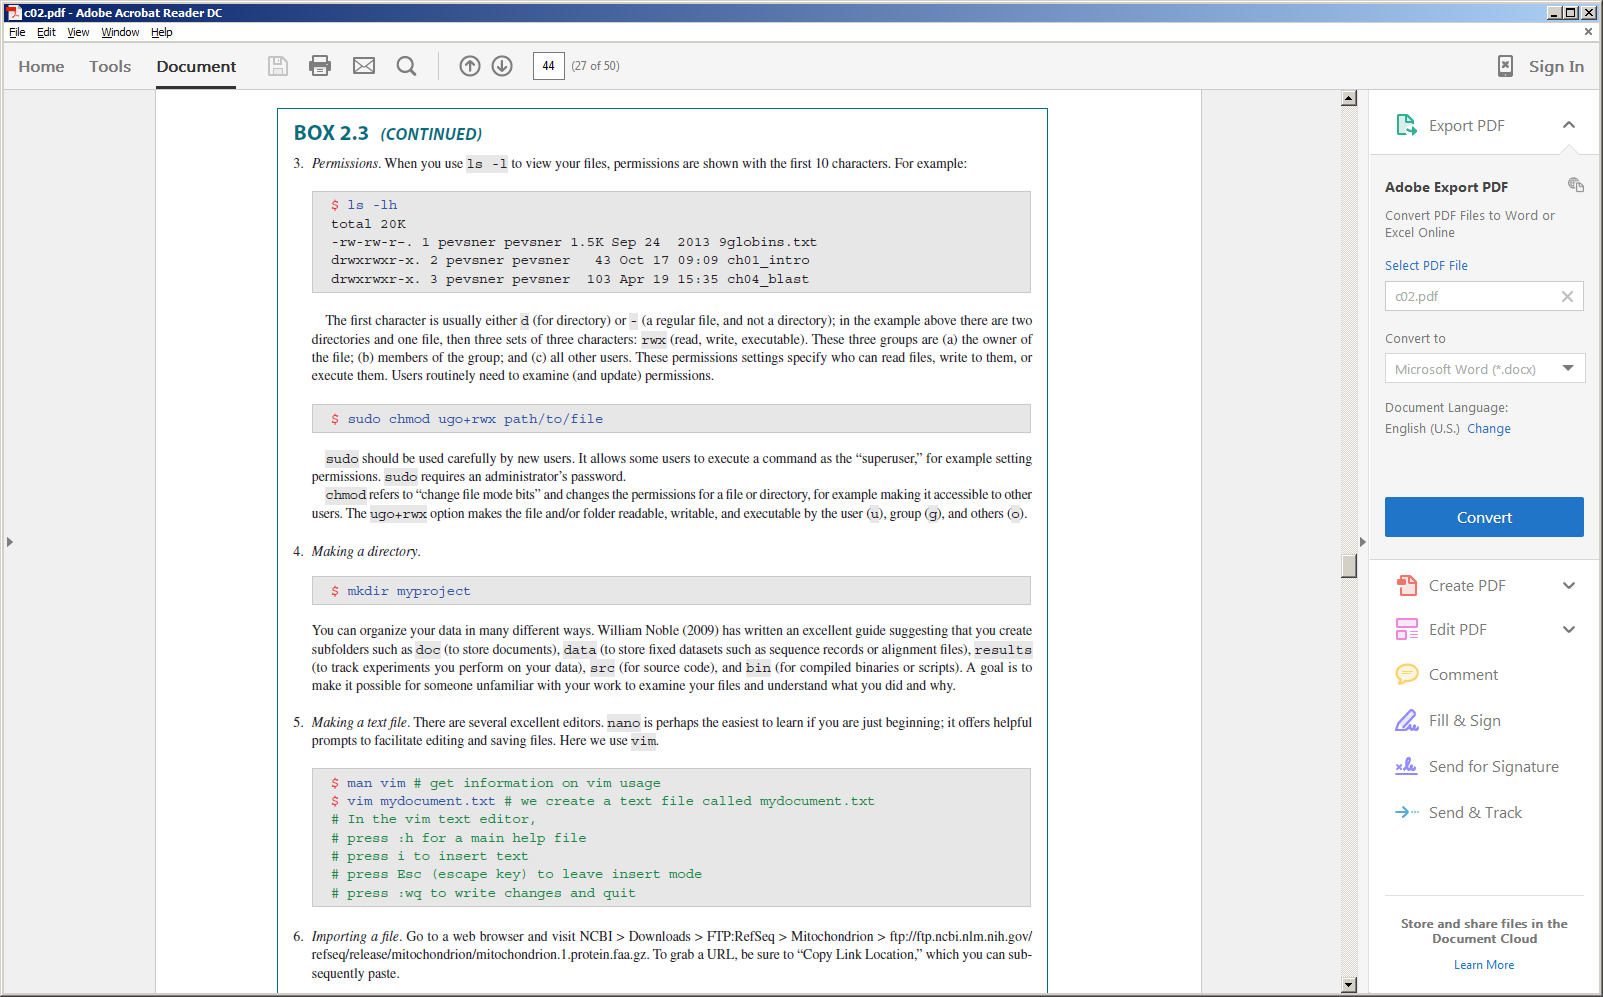 c02.pdf - Adobe Acrobat Reader DC
File Edit View Window Help
Home Tools Document 44 (27 of 50) Sign In
BOX 2.3 (CONTINUED)
3. Permissions. When you use ls -l to view your files, permissions are shown with the first 10 characters. For example:
$ ls -lh
total 20K
-rw-rw-r-. 1 pevsner pevsner 1.5K Sep 24 2013 9globins.txt
drwxrwxr-x. 2 pevsner pevsner 43 Oct 17 09:09 ch01_intro
drwxrwxr-x. 3 pevsner pevsner 103 Apr 19 15:35 ch04_blast
The first character is usually either d (for directory) or - (a regular file, and not a directory); in the example above there are two
directories and one file, then three sets of three characters: rwx (read, write, executable). These three groups are (a) the owner of
the file; (b) members of the group; and (c) all other users. These permissions settings specify who can read files, write to them, or
execute them. Users routinely need to examine (and update) permissions.
$ sudo chmod ugo+rwx path/to/file
sudo should be used carefully by new users. It allows some users to execute a command as the “superuser,” for example setting
permissions. sudo requires an administrator’s password.
chmod refers to “change file mode bits” and changes the permissions for a file or directory, for example making it accessible to other
users. The ugo+rwx option makes the file and/or folder readable, writable, and executable by the user (u), group (g), and others (o).
4. Making a directory.
$ mkdir myproject
You can organize your data in many different ways. William Noble (2009) has written an excellent guide suggesting that you create
subfolders such as doc (to store documents), data (to store fixed datasets such as sequence records or alignment files), results
(to track experiments you perform on your data), src (for source code), and bin (for compiled binaries or scripts). A goal is to
make it possible for someone unfamiliar with your work to examine your files and understand what you did and why.
5. Making a text file. There are several excellent editors. nano is perhaps the easiest to learn if you are just beginning; it offers helpful
prompts to facilitate editing and saving files. Here we use vim.
$ man vim # get information on vim usage
$ vim mydocument.txt # we create a text file called mydocument.txt
# In the vim text editor,
# press :h for a main help file
# press i to insert text
# press Esc (escape key) to leave insert mode
# press :wq to write changes and quit
6. Importing a file. Go to a web browser and visit NCBI > Downloads > FTP:RefSeq > Mitochondrion > ftp://ftp.ncbi.nlm.nih.gov/
refseq/release/mitochondrion/mitochondrion.1.protein.faa.gz. To grab a URL, be sure to “Copy Link Location,” which you can sub-
sequently paste.
Export PDF
Adobe Export PDF
Convert PDF Files to Word or
Excel Online
Select PDF File
c02.pdf
Convert to
Microsoft Word (*.docx)
Document Language:
English (U.S.) Change
Convert
Create PDF
Edit PDF
Comment
Fill & Sign
Send for Signature
Send & Track
Store and share files in the
Document Cloud
Learn More